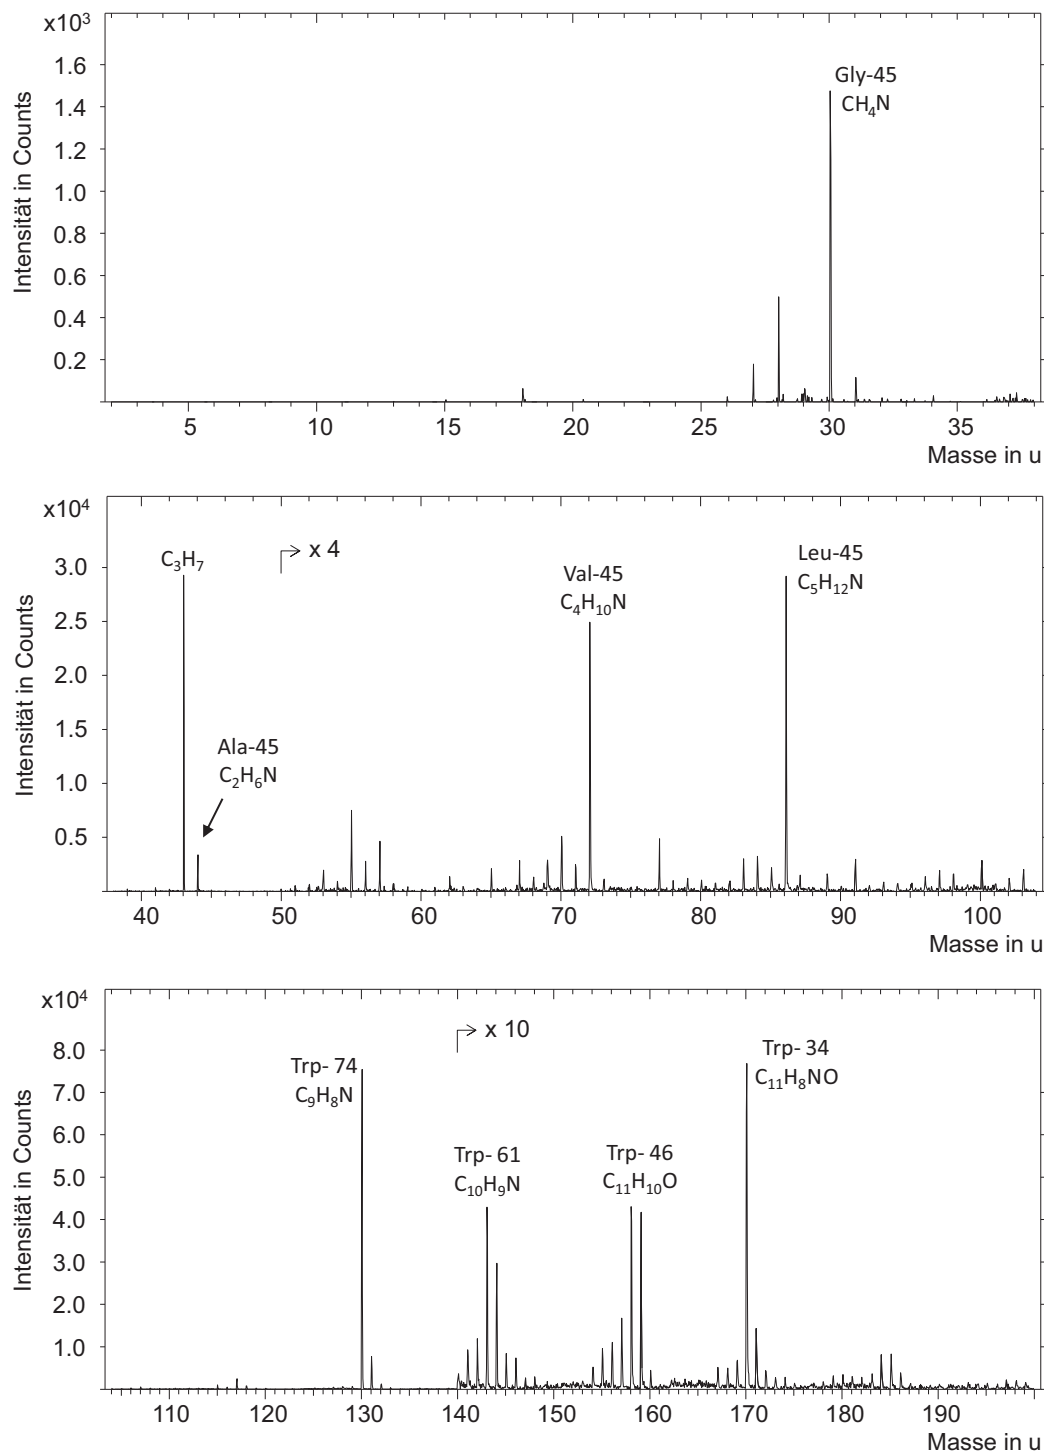 x10³
Intensität in Counts
1.6
1.4
1.2
1.0
0.8
0.6
0.4
0.2
Gly-45
CH₄N
5 10 15 20 25 30 35
Masse in u
x10⁴
Intensität in Counts
3.0
2.5
2.0
1.5
1.0
0.5
C₃H₇
x 4
Ala-45
C₂H₆N
Val-45
C₄H₁₀N
Leu-45
C₅H₁₂N
40 50 60 70 80 90 100
Masse in u
x10⁴
Intensität in Counts
8.0
7.0
6.0
5.0
4.0
3.0
2.0
1.0
x 10
Trp- 74
C₉H₈N
Trp- 61
C₁₀H₉N
Trp- 46
C₁₁H₁₀O
Trp- 34
C₁₁H₈NO
110 120 130 140 150 160 170 180 190
Masse in u